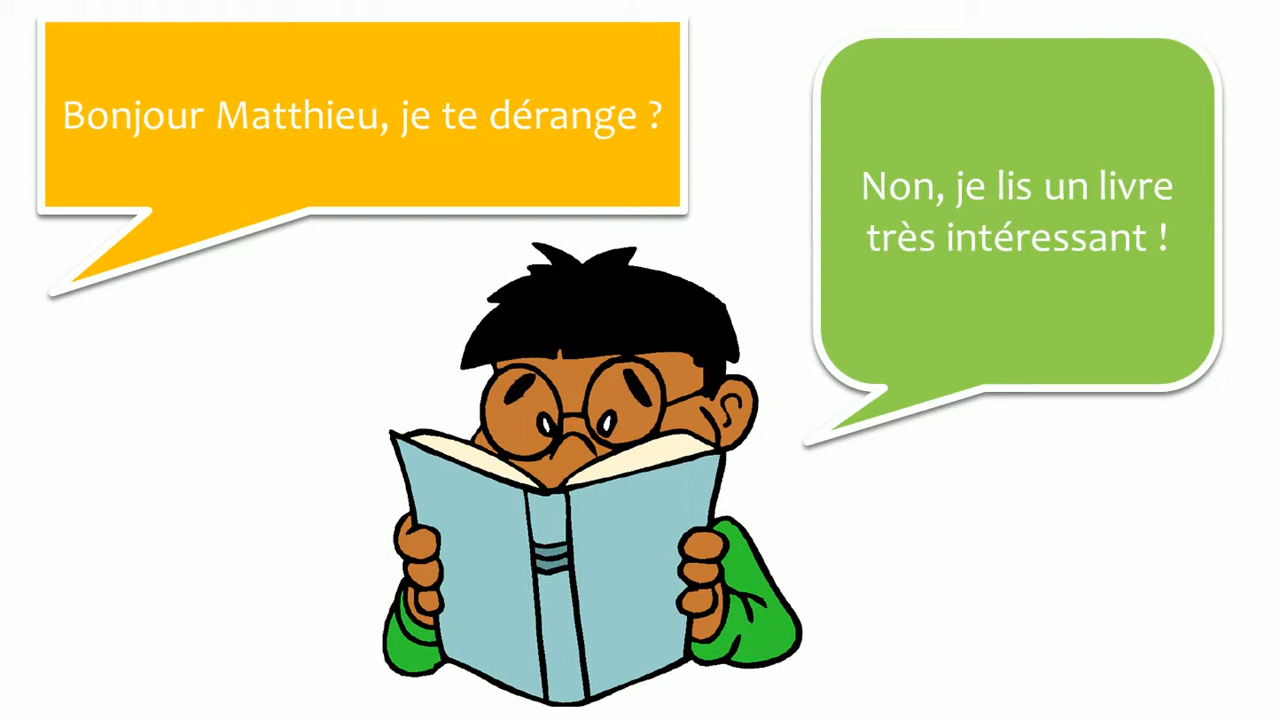 Bonjour Matthieu, je te dérange ?
Non, je lis un livre
très intéressant !